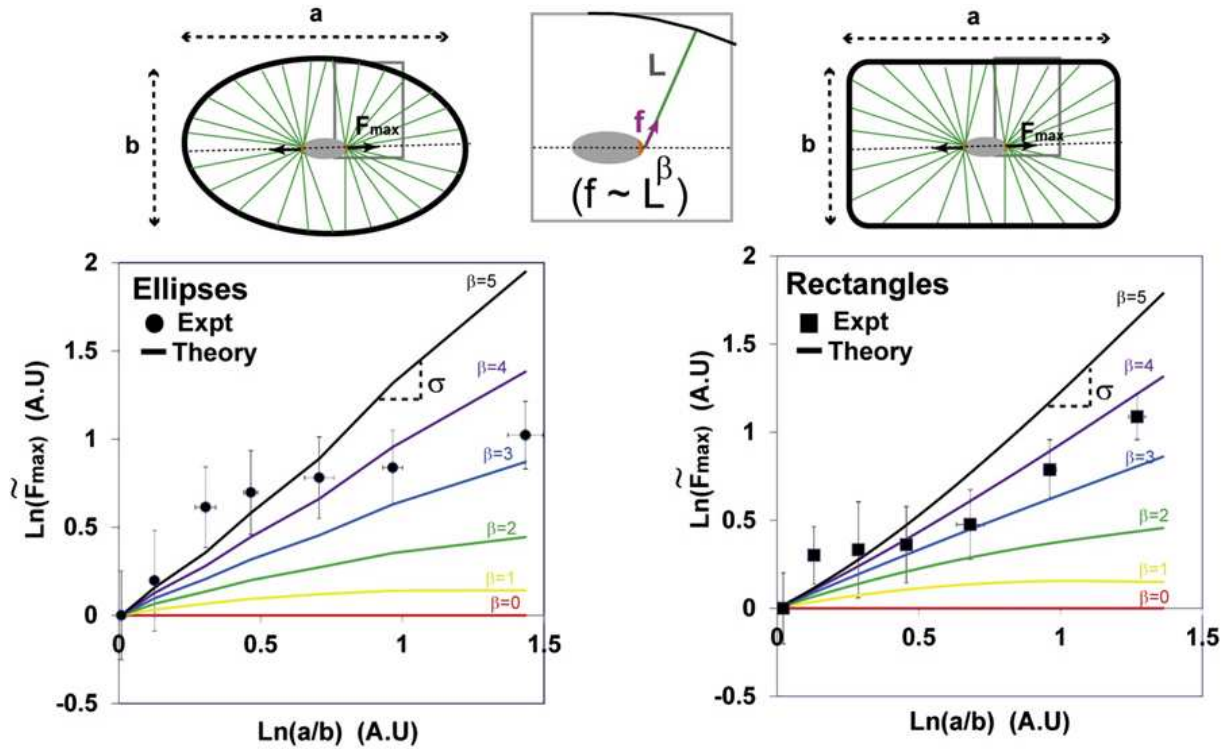 a
b
Fmax
L
f
(f ~ L^β)
a
b
Fmax
Ellipses
Expt
Theory
β=5
β=4
β=3
β=2
β=1
β=0
σ
2
1.5
1
0.5
0
-0.5
0
0.5
1
1.5
Ln(F̃max) (A.U)
Ln(a/b) (A.U)
Rectangles
Expt
Theory
β=5
β=4
β=3
β=2
β=1
β=0
σ
2
1.5
1
0.5
0
-0.5
0
0.5
1
1.5
Ln(F̃max) (A.U)
Ln(a/b) (A.U)